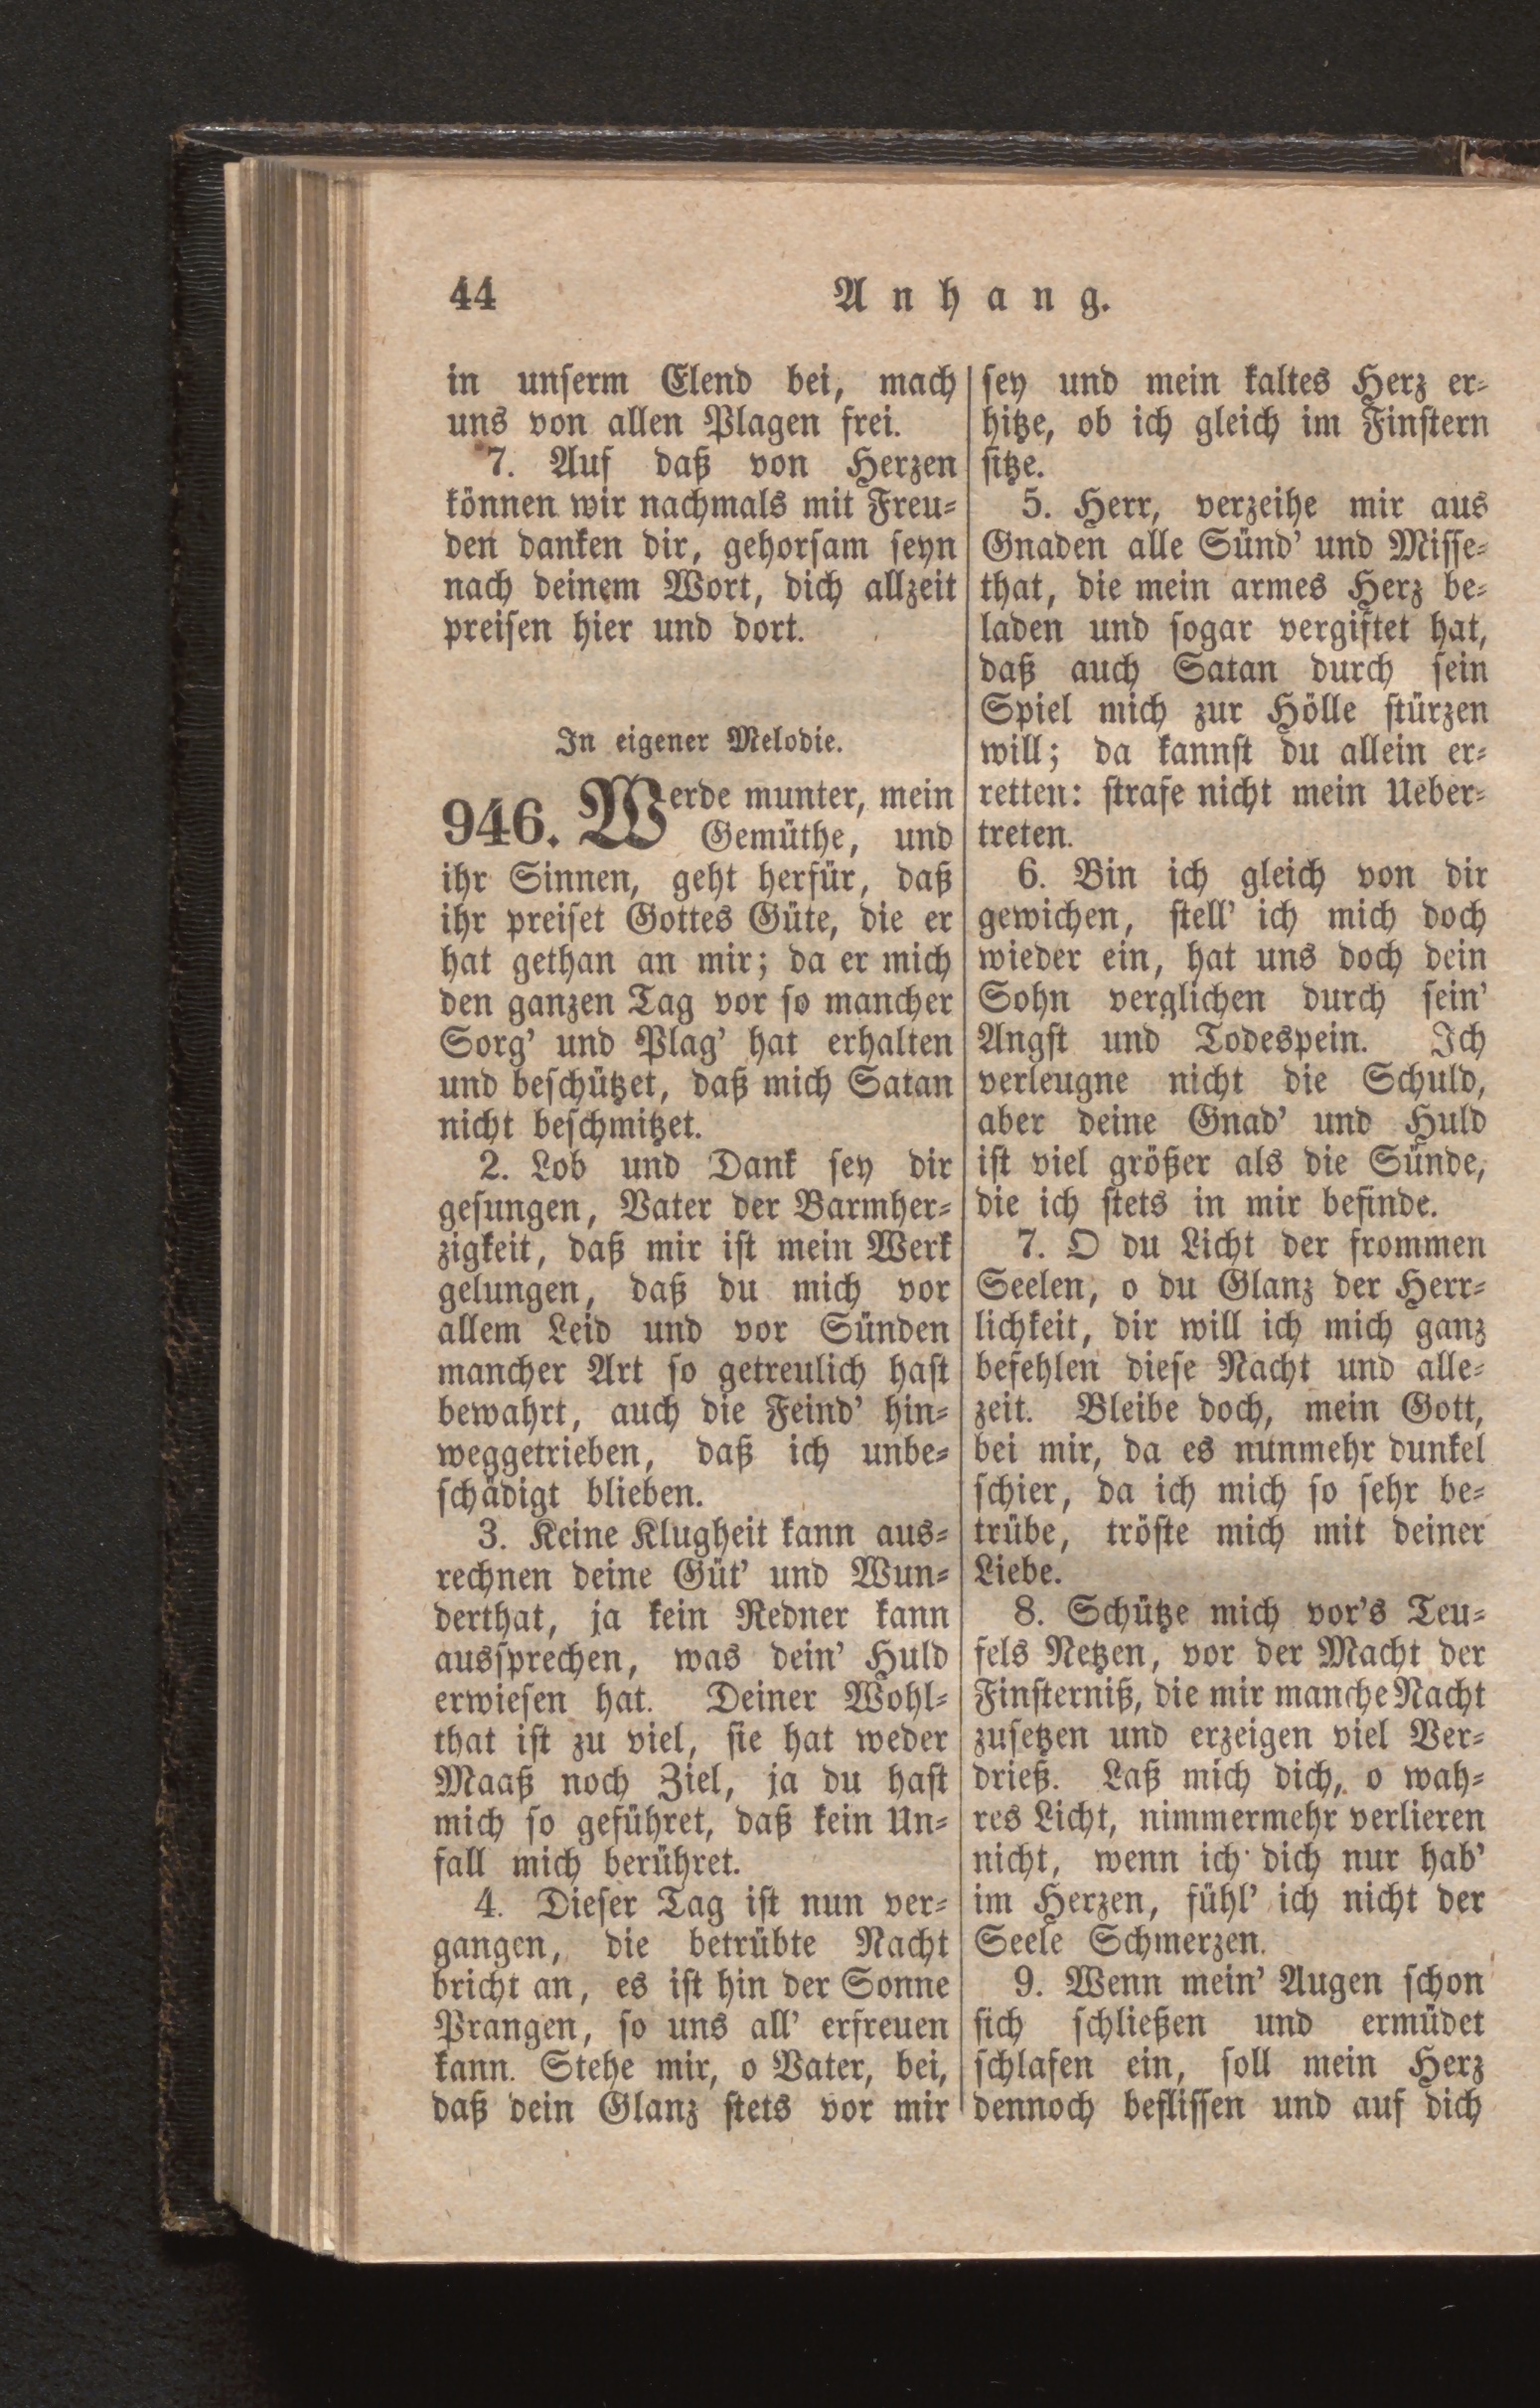 44
Anhang.
in unserm Elend bei, mach
uns von allen Plagen frei.
7. Auf daß von Herzen
können wir nachmals mit Freu-
den danken dir, gehorsam seyn
nach deinem Wort, dich allzeit
preisen hier und dort.
In eigener Melodie.
946. Werde munter, mein
Gemüthe, und
ihr Sinnen, geht herfür, daß
ihr preiset Gottes Güte, die er
hat gethan an mir; da er mich
den ganzen Tag vor so mancher
Sorg' und Plag' hat erhalten
und beschützet, daß mich Satan
nicht beschmitzet.
2. Lob und Dank sey dir
gesungen, Vater der Barmher-
zigkeit, daß mir ist mein Werk
gelungen, daß du mich vor
allem Leid und vor Sünden
mancher Art so getreulich hast
bewahrt, auch die Feind' hin-
weggetrieben, daß ich unbe-
schädigt blieben.
3. Keine Klugheit kann aus-
rechnen deine Güt' und Wun-
derthat, ja kein Redner kann
aussprechen, was dein' Huld
erwiesen hat. Deiner Wohl-
that ist zu viel, sie hat weder
Maaß noch Ziel, ja du hast
mich so geführet, daß kein Un-
fall mich berühret.
4. Dieser Tag ist nun ver-
gangen, die betrübte Nacht
bricht an, es ist hin der Sonne
Prangen, so uns all' erfreuen
kann. Stehe mir, o Vater, bei,
daß dein Glanz stets vor mir
sey und mein kaltes Herz er-
hitze, ob ich gleich im Finstern
sitze.
5. Herr, verzeihe mir aus
Gnaden alle Sünd' und Misse-
that, die mein armes Herz be-
laden und sogar vergiftet hat,
daß auch Satan durch sein
Spiel mich zur Hölle stürzen
will; da kannst du allein er-
retten: strafe nicht mein Ueber-
treten.
6. Bin ich gleich von dir
gewichen, stell' ich mich doch
wieder ein, hat uns doch dein
Sohn verglichen durch sein'
Angst und Todespein. Ich
verleugne nicht die Schuld,
aber deine Gnad' und Huld
ist viel größer als die Sünde,
die ich stets in mir befinde.
7. O du Licht der frommen
Seelen, o du Glanz der Herr-
lichkeit, dir will ich mich ganz
befehlen diese Nacht und alle-
zeit. Bleibe doch, mein Gott,
bei mir, da es nunmehr dunkel
schier, da ich mich so sehr be-
trübe, tröste mich mit deiner
Liebe.
8. Schütze mich vor's Teu-
fels Netzen, vor der Macht der
Finsterniß, die mir manche Nacht
zusetzen und erzeigen viel Ver-
drieß. Laß mich dich, o wah-
res Licht, nimmermehr verlieren
nicht, wenn ich dich nur hab'
im Herzen, fühl' ich nicht der
Seele Schmerzen.
9. Wenn mein' Augen schon
sich schließen und ermüdet
schlafen ein, soll mein Herz
dennoch beflissen und auf dich